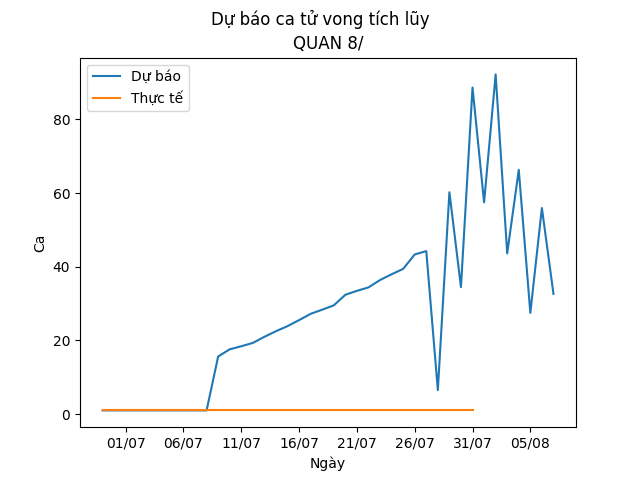 Dự báo ca tử vong tích lũy
QUAN 8/
Dự báo
Thực tế
Ca
80
60
40
20
0
01/07 06/07 11/07 16/07 21/07 26/07 31/07 05/08
Ngày